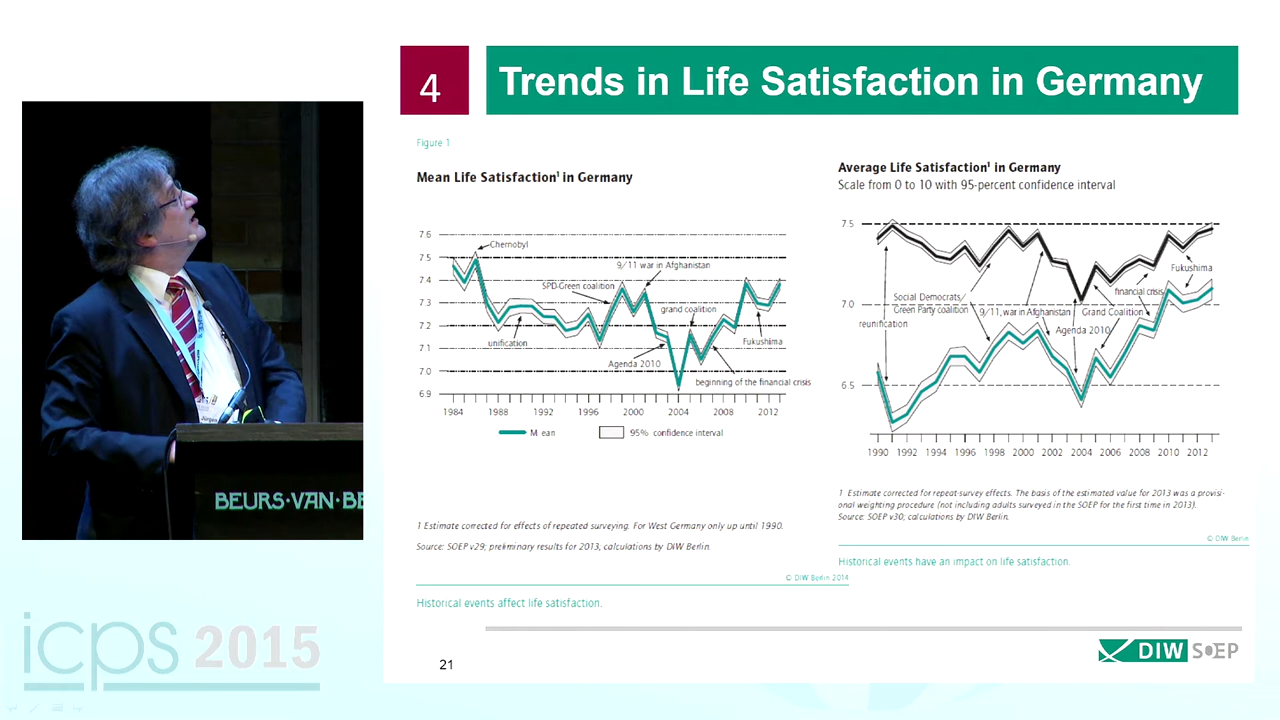 4
Trends in Life Satisfaction in Germany
Figure 1
Mean Life Satisfaction¹ in Germany
7.6
7.5
7.4
7.3
7.2
7.1
7.0
6.9
Chernobyl
9/11 war in Afghanistan
SPD-Green coalition
grand coalition
unification
Agenda 2010
Fukushima
beginning of the financial crisis
1984 1988 1992 1996 2000 2004 2008 2012
M ean 95% confidence interval
1 Estimate corrected for effects of repeated surveying. For West Germany only up until 1990.
Source: SOEP v29; prelminary results for 2013, calculations by DIW Berlin.
© DIW Berlin 2014
Historical events affect life satisfaction.
Average Life Satisfaction¹ in Germany
Scale from 0 to 10 with 95-percent confidence interval
7.5
7.0
6.5
Fukushima
financial crisis
Social Democrats/
Green Party coalition
9/11, war in Afghanistan
Grand Coalition
reunification
Agenda 2010
1990 1992 1994 1996 1998 2000 2002 2004 2006 2008 2010 2012
1 Estimate corrected for repeat-survey effects. The basis of the estimated value for 2013 was a provisi-
onal weighting procedure (not including adults surveyed in the SOEP for the first time in 2013).
Source: SOEP v30; calculations by DIW Berlin.
© DIW Berlin
Historical events have an impact on life satisfaction.
21
DIW SOEP
BEURS·VAN·BE
Jürgen
icps 2015